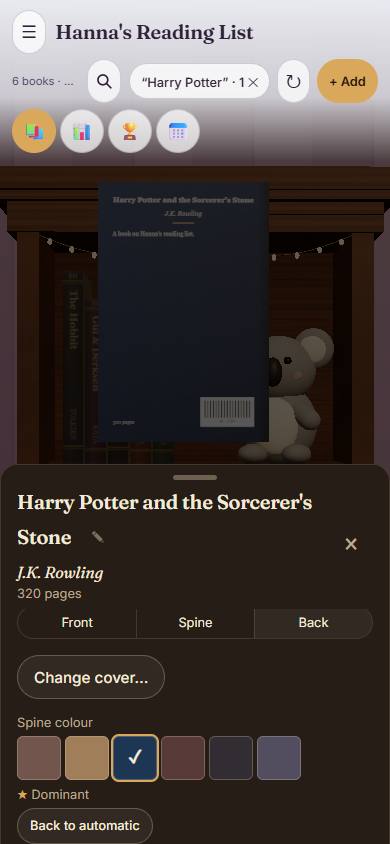 Hanna's Reading List
6 books · ...
“Harry Potter” · 1
+ Add
Harry Potter and the Sorcerer's Stone
J.K. Rowling
A book on Hanna's reading list.
The Hobbit
320 pages
Harry Potter and the Sorcerer's
Stone
J.K. Rowling
320 pages
Front
Spine
Back
Change cover...
Spine colour
★ Dominant
Back to automatic